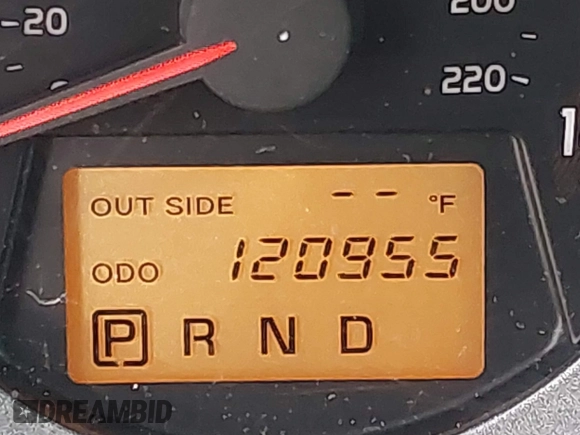 20
200
220
OUT SIDE -- °F
ODO 120955
P R N D
DREAMBID